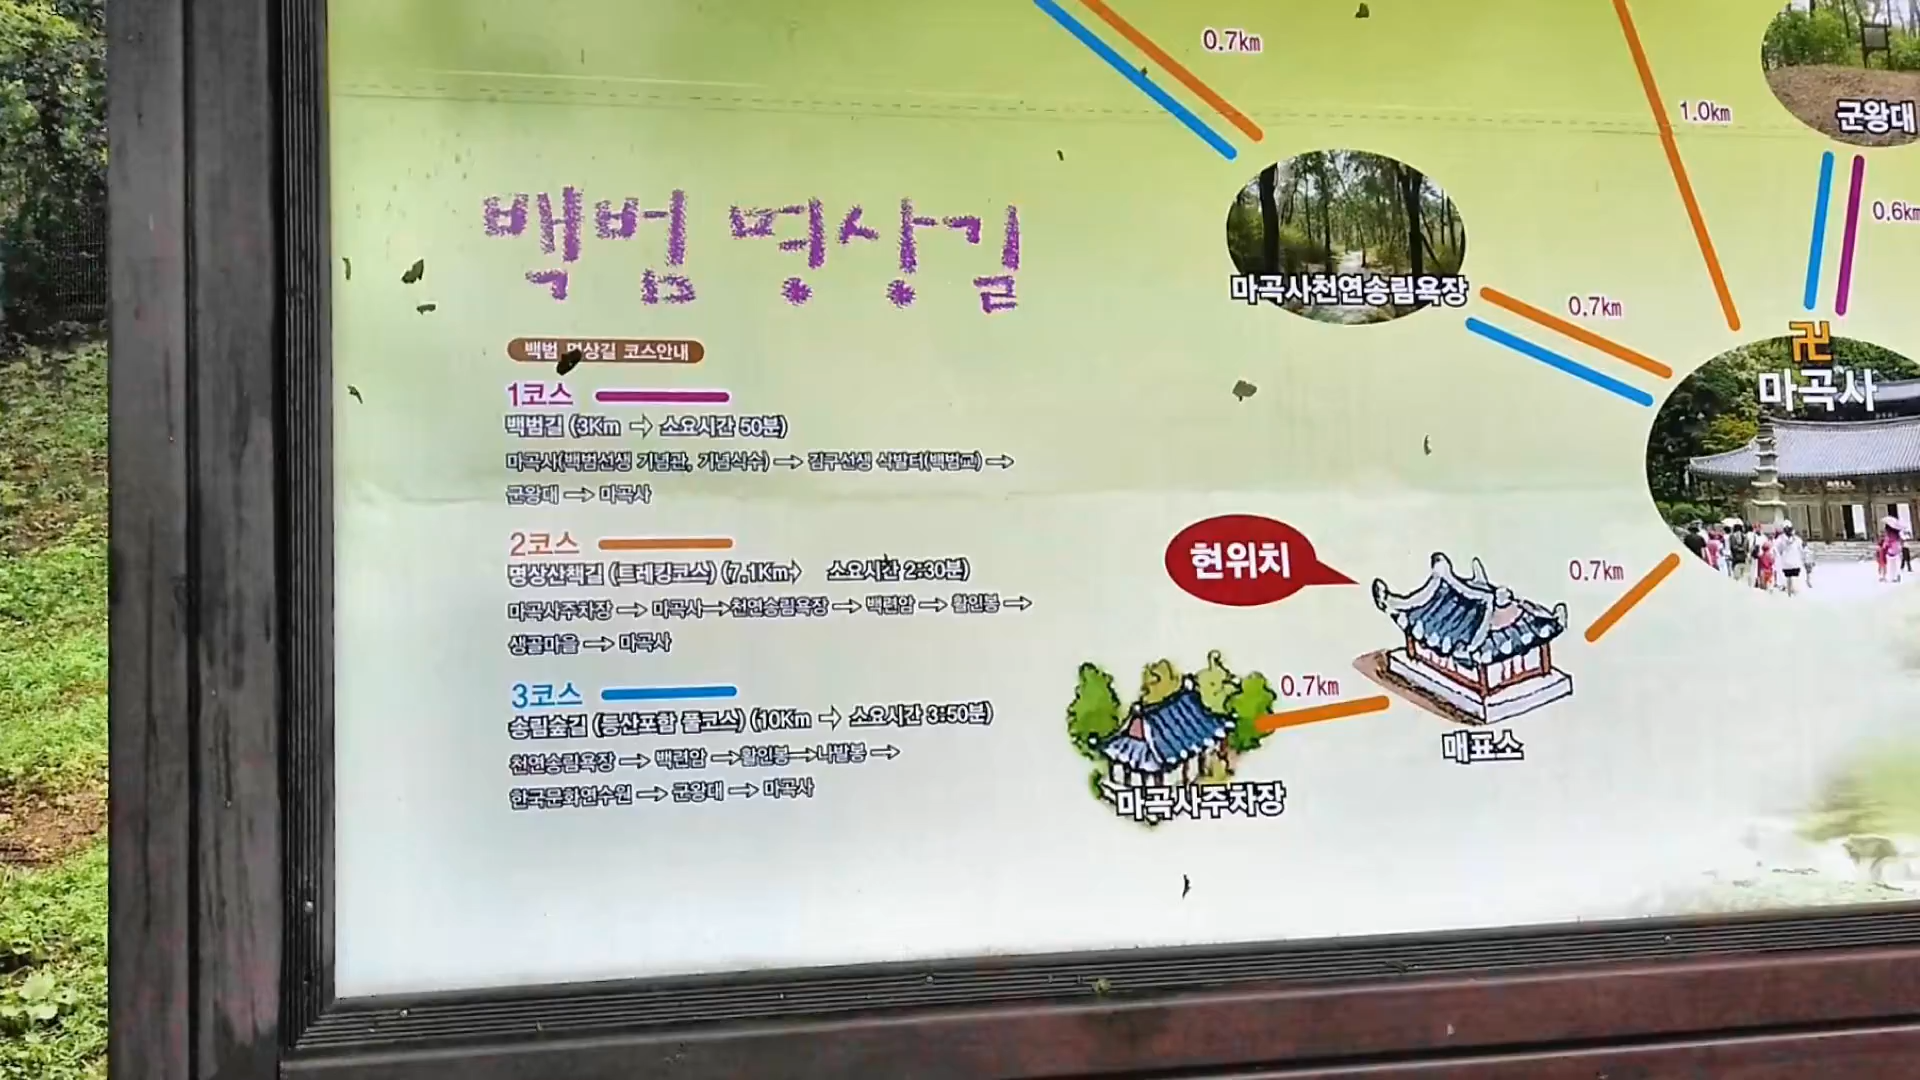 0.7km
1.0km
군왕대
0.6km
백범 명상길
마곡사천연송림욕장
0.7km
卍
마곡사
백범 명상길 코스안내
1코스
백범길 (3Km → 소요시간 50분)
마곡사(백범선생 기념관, 기념식수) → 김구선생 삭발터(백범교) →
군왕대 → 마곡사
2코스
명상산책길 (트레킹코스) (7.1Km→ 소요시간 2:30분)
마곡사주차장 → 마곡사→천연송림욕장 → 백련암 → 활인봉 →
생골마을 → 마곡사
3코스
송림숲길 (등산포함 풀코스) (10Km → 소요시간 3:50분)
천연송림욕장 → 백련암 →활인봉→나발봉 →
한국문화연수원 → 군왕대 → 마곡사
현위치
0.7km
0.7km
매표소
마곡사주차장